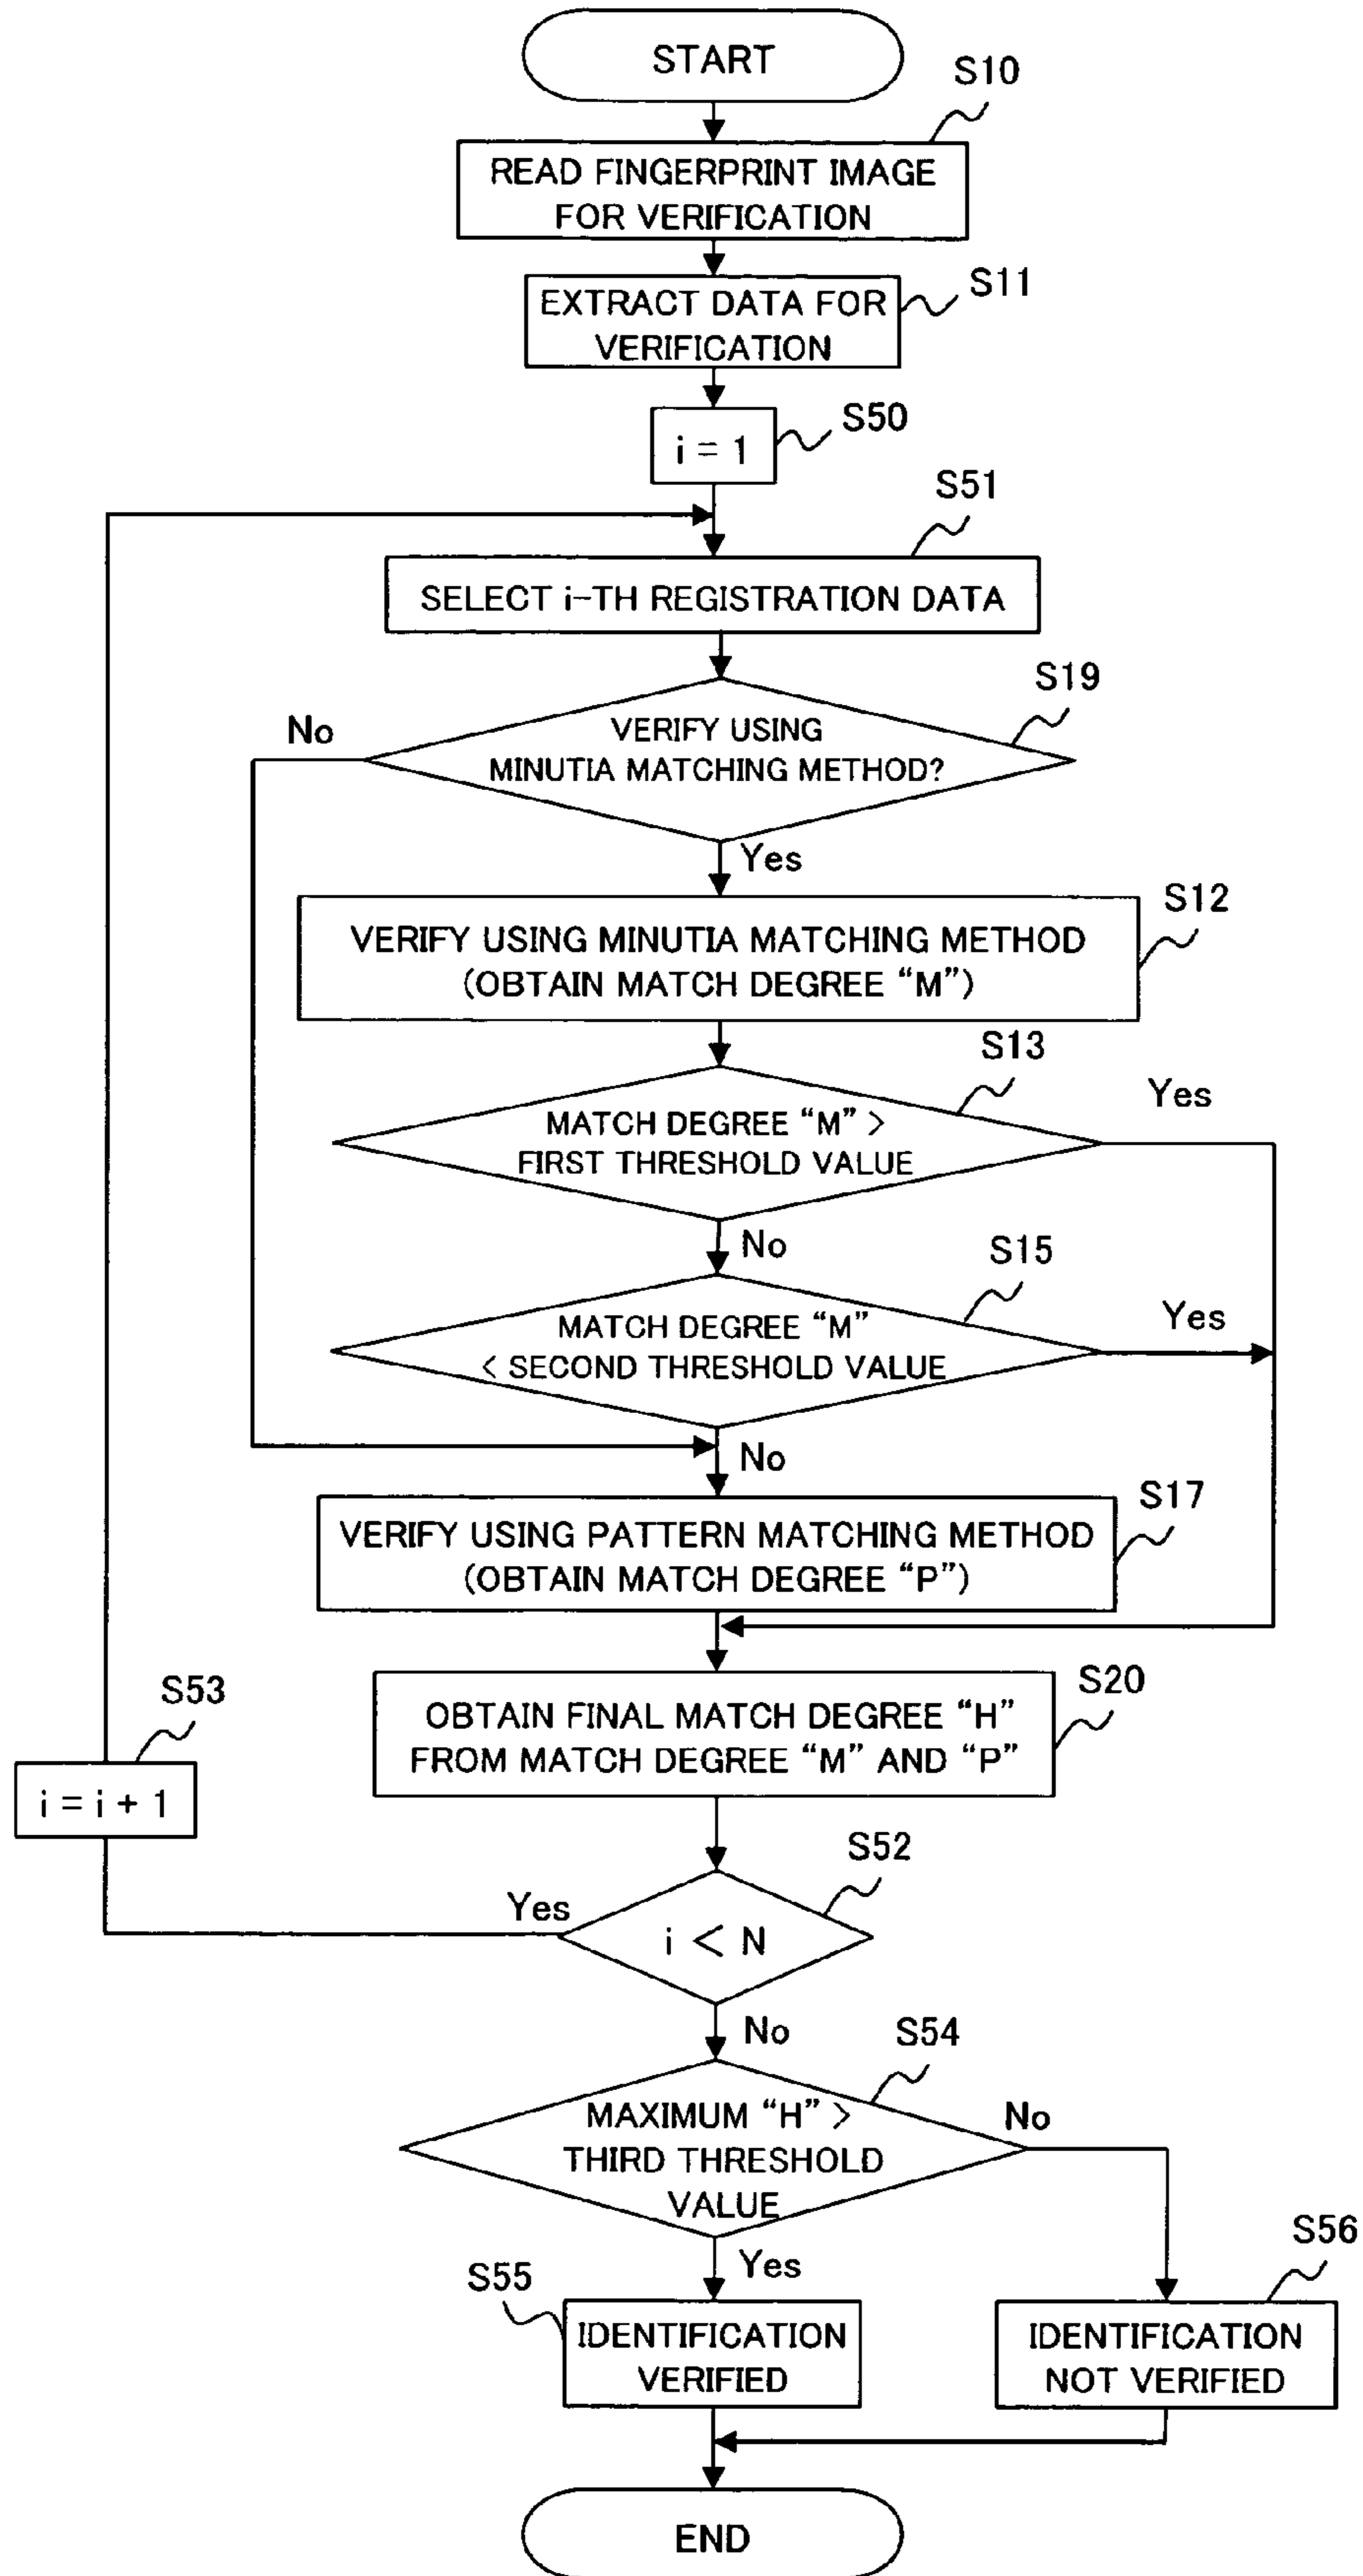 START
S10
READ FINGERPRINT IMAGE
FOR VERIFICATION
S11
EXTRACT DATA FOR
VERIFICATION
S50
i = 1
S51
SELECT i-TH REGISTRATION DATA
S19
No
VERIFY USING
MINUTIA MATCHING METHOD?
Yes
S12
VERIFY USING MINUTIA MATCHING METHOD
(OBTAIN MATCH DEGREE “M”)
S13
Yes
MATCH DEGREE “M” >
FIRST THRESHOLD VALUE
No
S15
Yes
MATCH DEGREE “M”
< SECOND THRESHOLD VALUE
No
S17
VERIFY USING PATTERN MATCHING METHOD
(OBTAIN MATCH DEGREE “P”)
S20
OBTAIN FINAL MATCH DEGREE “H”
FROM MATCH DEGREE “M” AND “P”
S53
i = i + 1
S52
Yes
i < N
No
S54
MAXIMUM “H” >
THIRD THRESHOLD
VALUE
No
Yes
S55
IDENTIFICATION
VERIFIED
S56
IDENTIFICATION
NOT VERIFIED
END